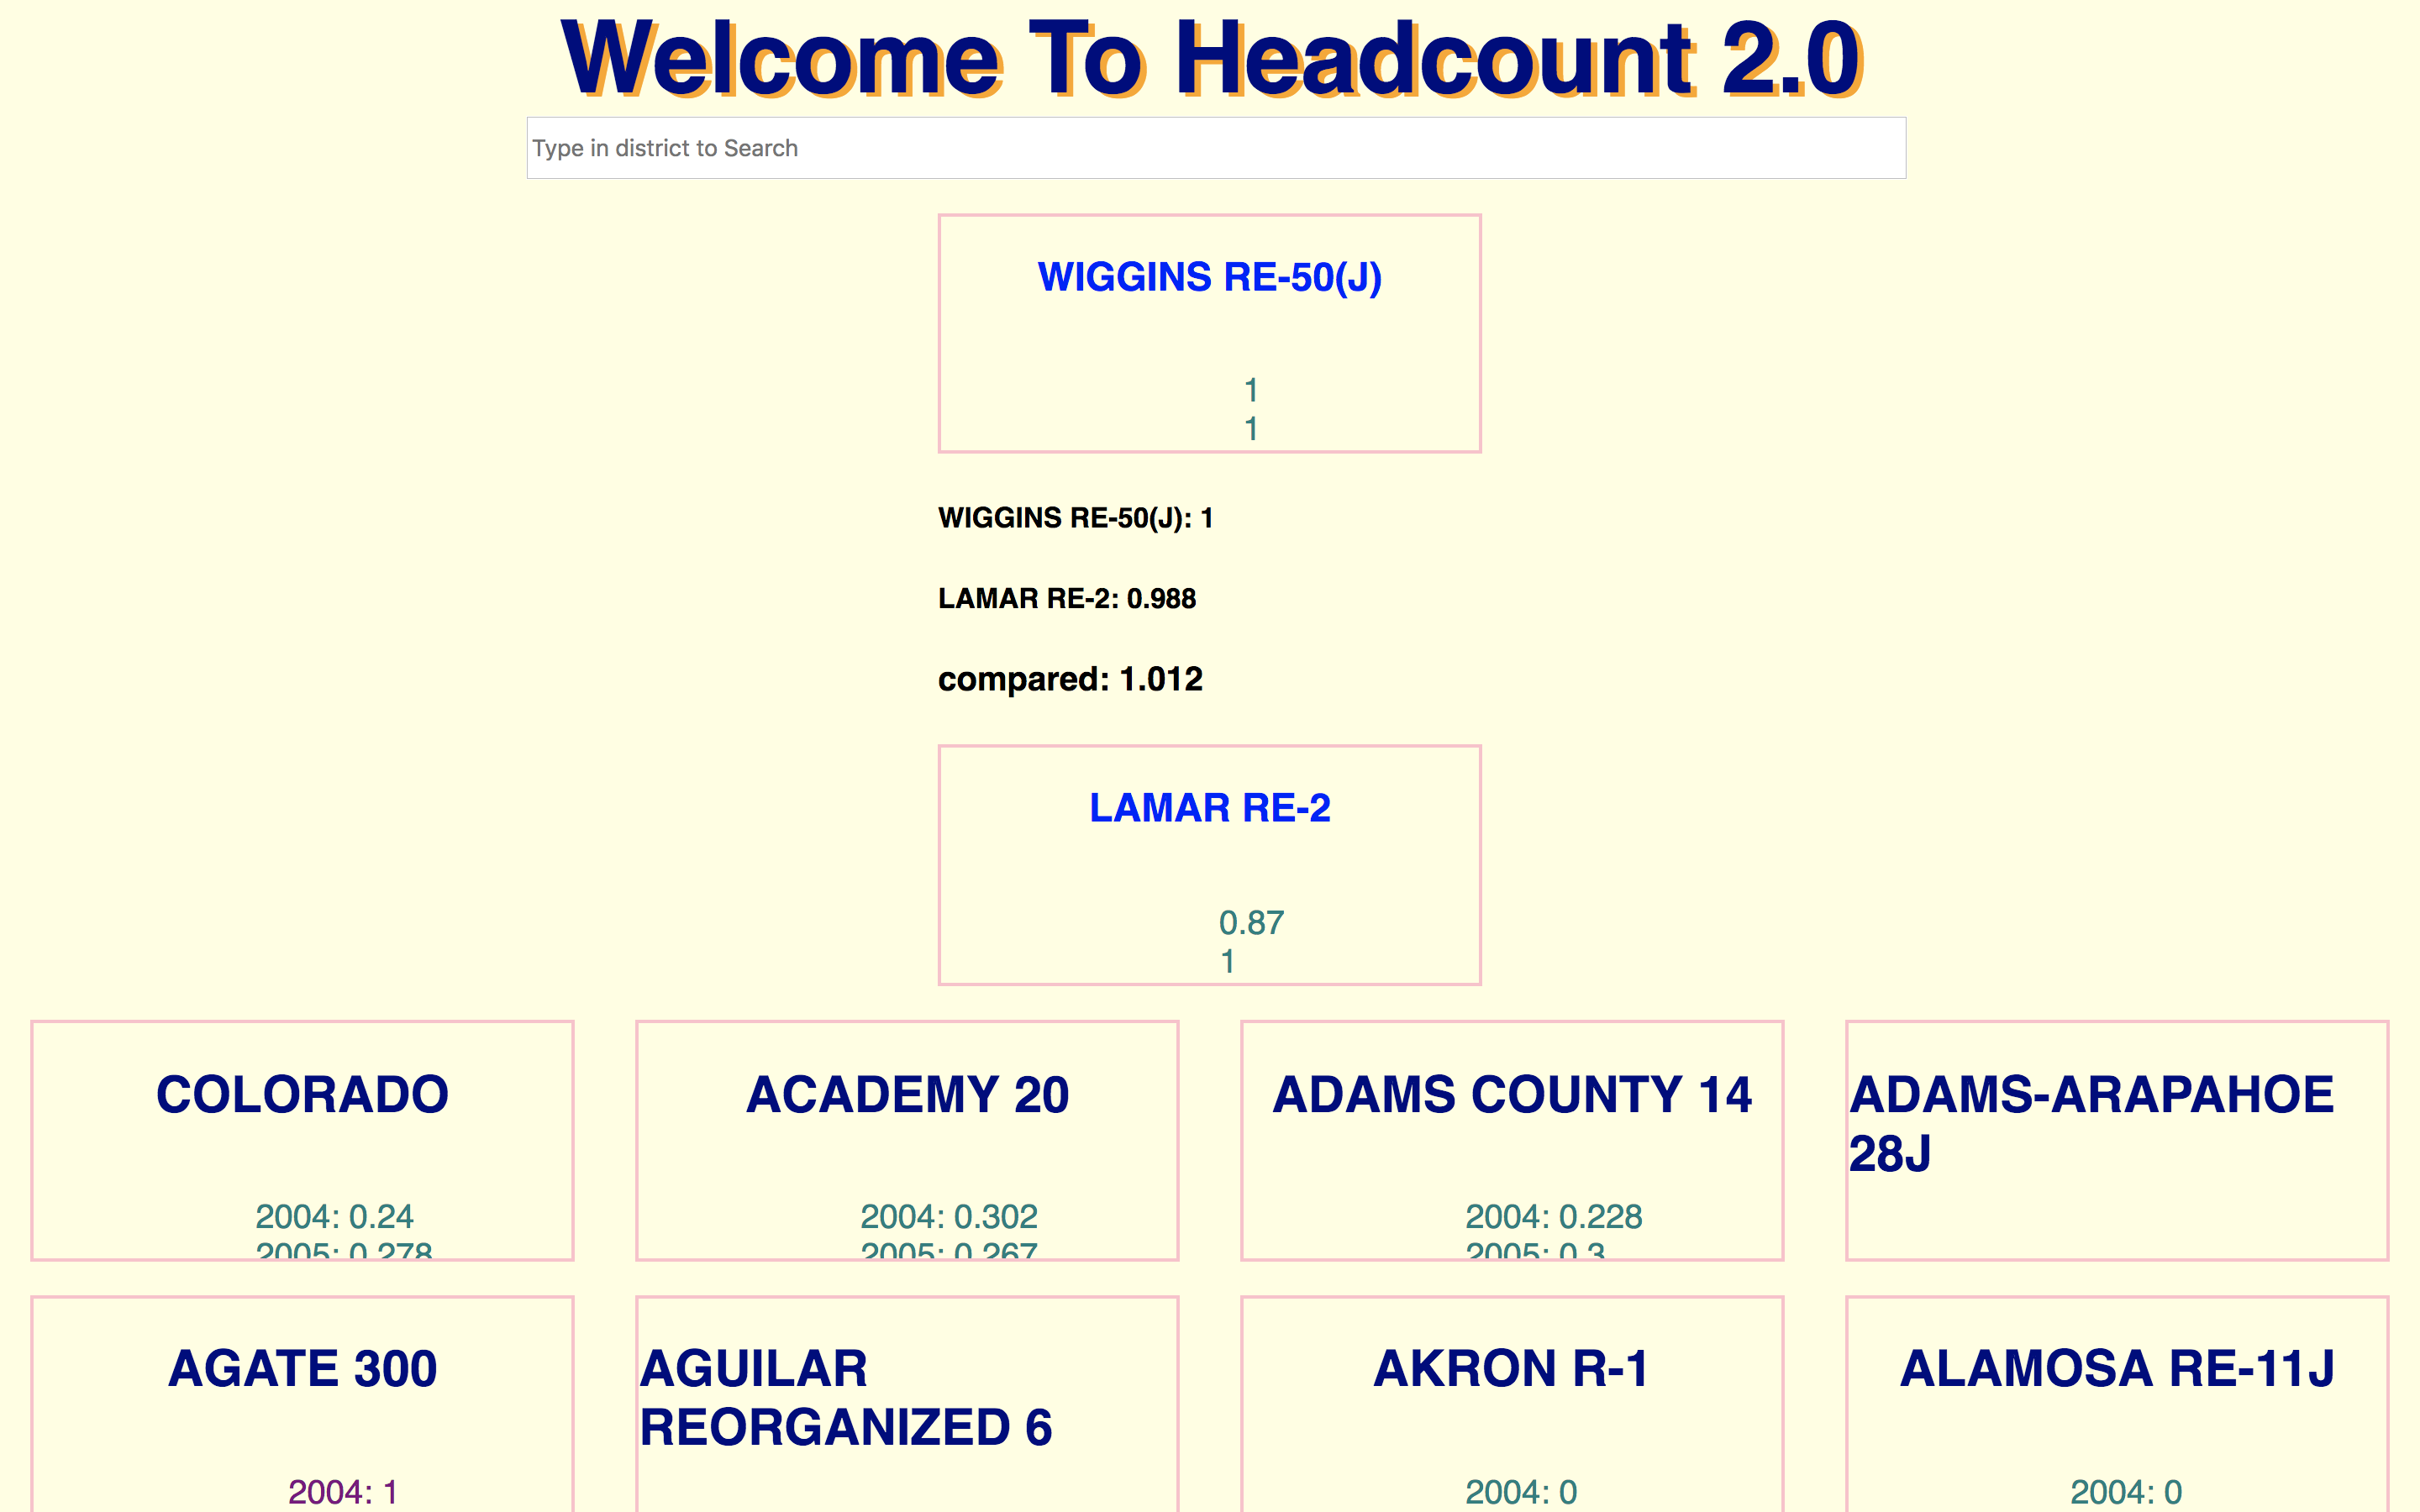 Welcome To Headcount 2.0
Type in district to Search
WIGGINS RE-50(J)
1
1
WIGGINS RE-50(J): 1
LAMAR RE-2: 0.988
compared: 1.012
LAMAR RE-2
0.87
1
COLORADO
2004: 0.24
2005: 0.278
ACADEMY 20
2004: 0.302
2005: 0.267
ADAMS COUNTY 14
2004: 0.228
2005: 0.3
ADAMS-ARAPAHOE
28J
AGATE 300
2004: 1
AGUILAR
REORGANIZED 6
AKRON R-1
2004: 0
ALAMOSA RE-11J
2004: 0